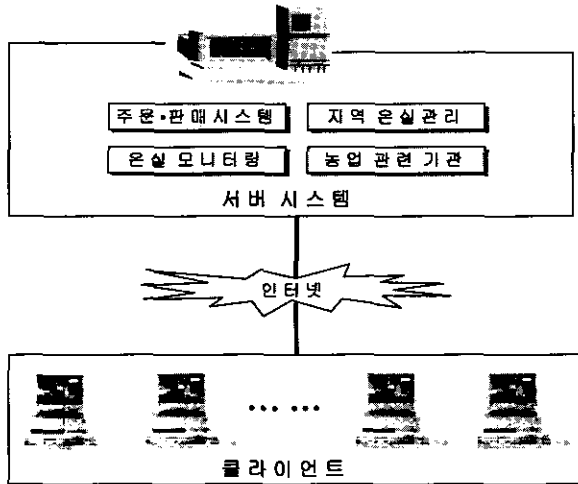 주문•판매시스템 지역 온실관리
온실 모니터링 농업 관련 기관
서버 시스템
인터넷
클라이언트